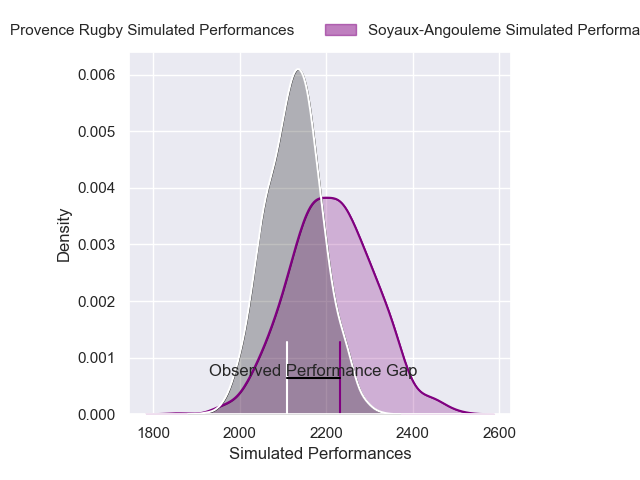 Provence Rugby Simulated Performances
Soyaux-Angouleme Simulated Performa
0.006
0.005
0.004
0.003
0.002
0.001
0.000
Density
Observed Performance Gap
1800 2000 2200 2400 2600
Simulated Performances